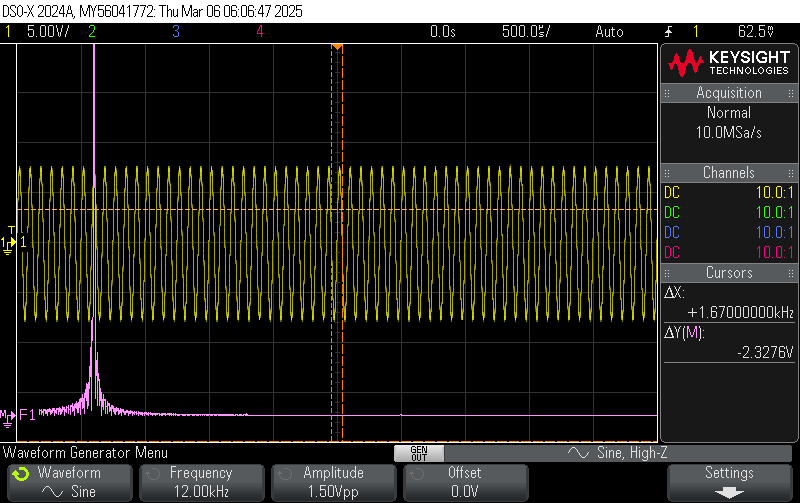 DSO-X 2024A, MY56041772: Thu Mar 06 06:06:47 2025
1 5.00V/ 2 3 4 0.0s 500.0µs/ Auto 1 62.5mV
KEYSIGHT
TECHNOLOGIES
Acquisition
Normal
10.0MSa/s
Channels
DC 10.0:1
DC 10.0:1
DC 10.0:1
DC 10.0:1
Cursors
ΔX:
+1.67000000kHz
ΔY(M):
-2.3276V
T
1 1
M F1
Waveform Generator Menu
GEN OUT
Sine, High-Z
Waveform
Sine
Frequency
12.00kHz
Amplitude
1.50Vpp
Offset
0.0V
Settings